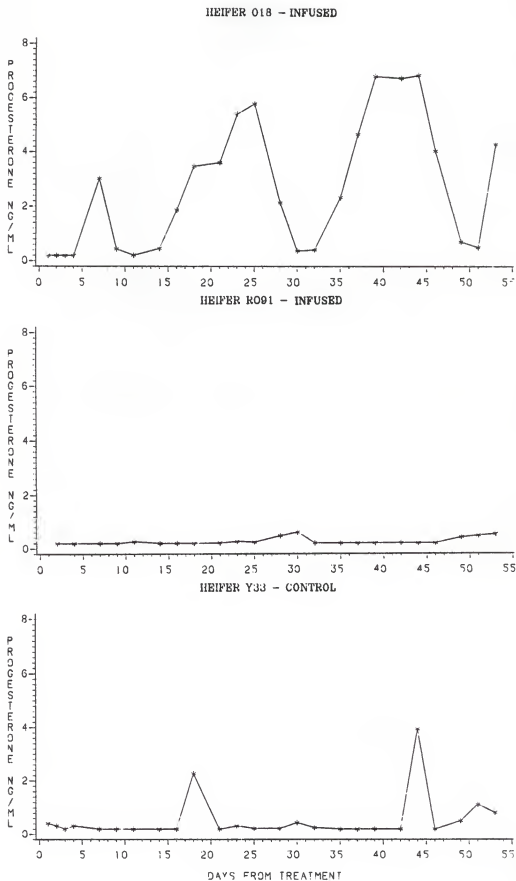 HEIFER 018 - INFUSED
PROGESTERONE NG/ML
8
6
4
2
0
0 5 10 15 20 25 30 35 40 45 50 55
HEIFER R091 - INFUSED
PROGESTERONE NG/ML
8
6
4
2
0
0 5 10 15 20 25 30 35 40 45 50 55
HEIFER Y33 - CONTROL
PROGESTERONE NG/ML
8
6
4
2
0
0 5 10 15 20 25 30 35 40 45 50 55
DAYS FROM TREATMENT